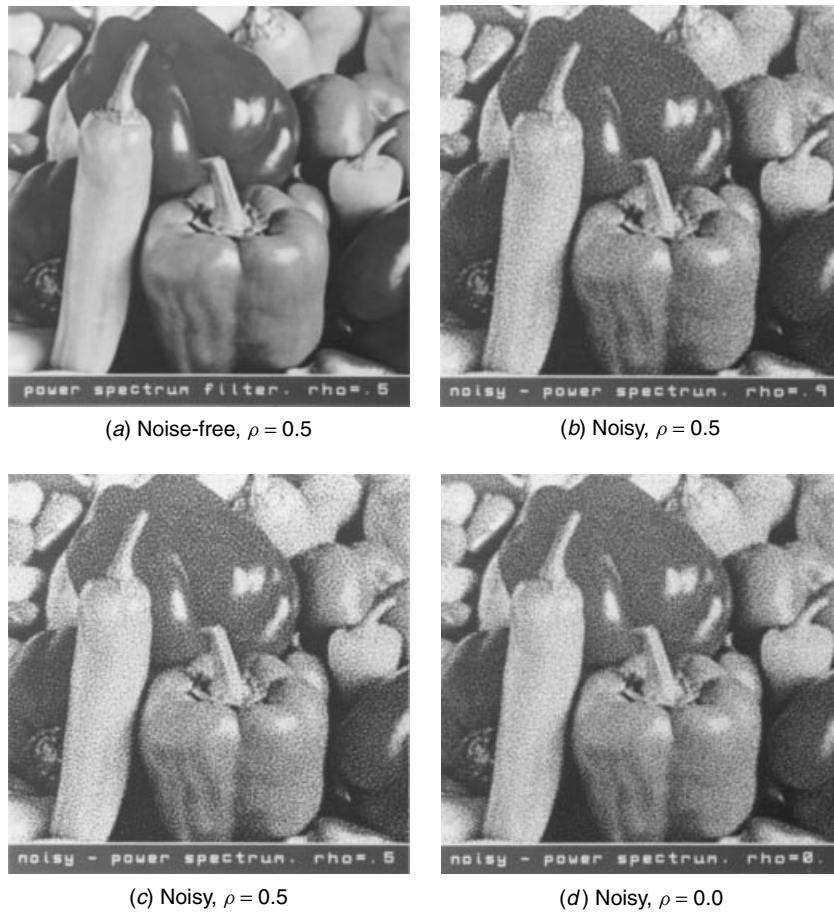 power spectrum filter. rho=.5
noisy - power spectrum. rho=.9
(a) Noise-free, ρ = 0.5
(b) Noisy, ρ = 0.5
noisy - power spectrum. rho=.5
noisy - power spectrum. rho=0.
(c) Noisy, ρ = 0.5
(d) Noisy, ρ = 0.0